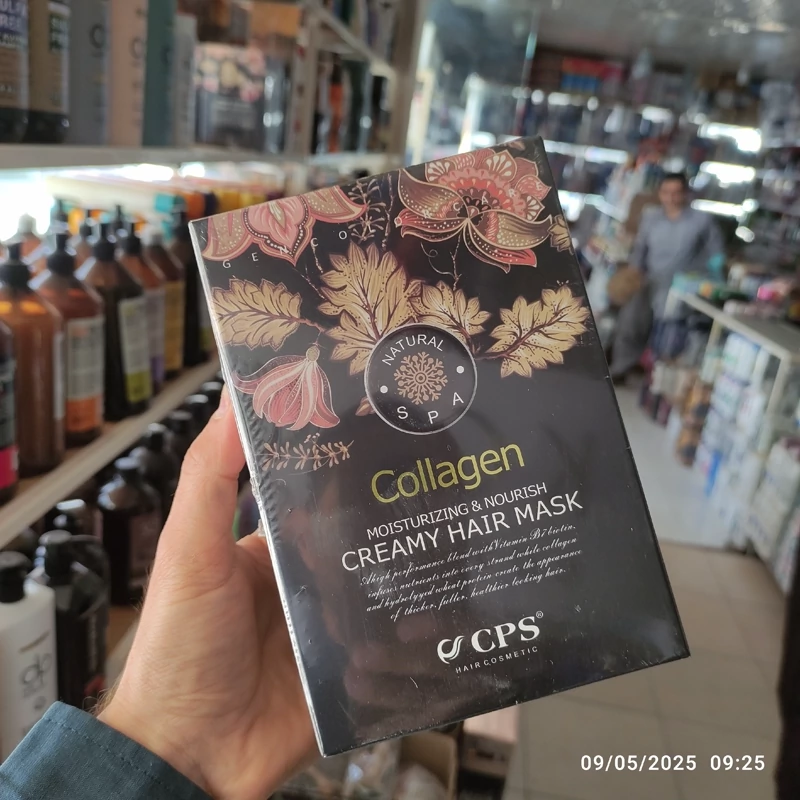 GENCO
NATURAL
SPA
Collagen
MOISTURIZING & NOURISH
CREAMY HAIR MASK
A high performance blend with Vitamin B7 biotin,
infuses nutrients into every strand whole collagen
and hydrolyzed wheat protein create the appearance
of thicker, fuller, healthier looking hair.
CPS®
HAIR COSMETIC
09/05/2025 09:25